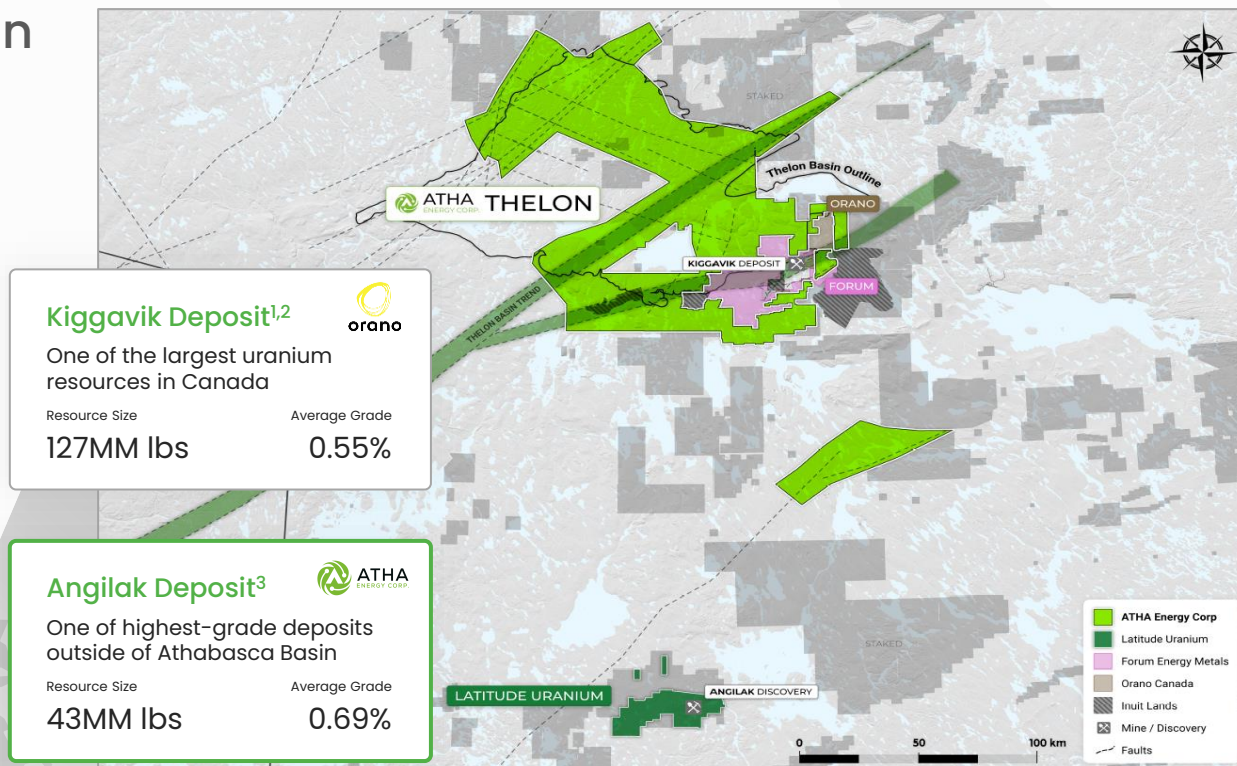 n
STAKED
Thelon Basin Outline
ATHA
ENERGY CORP.
THELON
ORANO
KIGGAVIK DEPOSIT
FORUM
THELON BASIN TREND
Kiggavik Deposit1,2
orano
One of the largest uranium
resources in Canada
Resource Size Average Grade
127MM lbs 0.55%
Angilak Deposit3
ATHA
ENERGY CORP.
One of highest-grade deposits
outside of Athabasca Basin
Resource Size Average Grade
43MM lbs 0.69%
STAKED
LATITUDE URANIUM
ANGILAK DISCOVERY
0 50 100 km
ATHA Energy Corp
Latitude Uranium
Forum Energy Metals
Orano Canada
Inuit Lands
Mine / Discovery
Faults